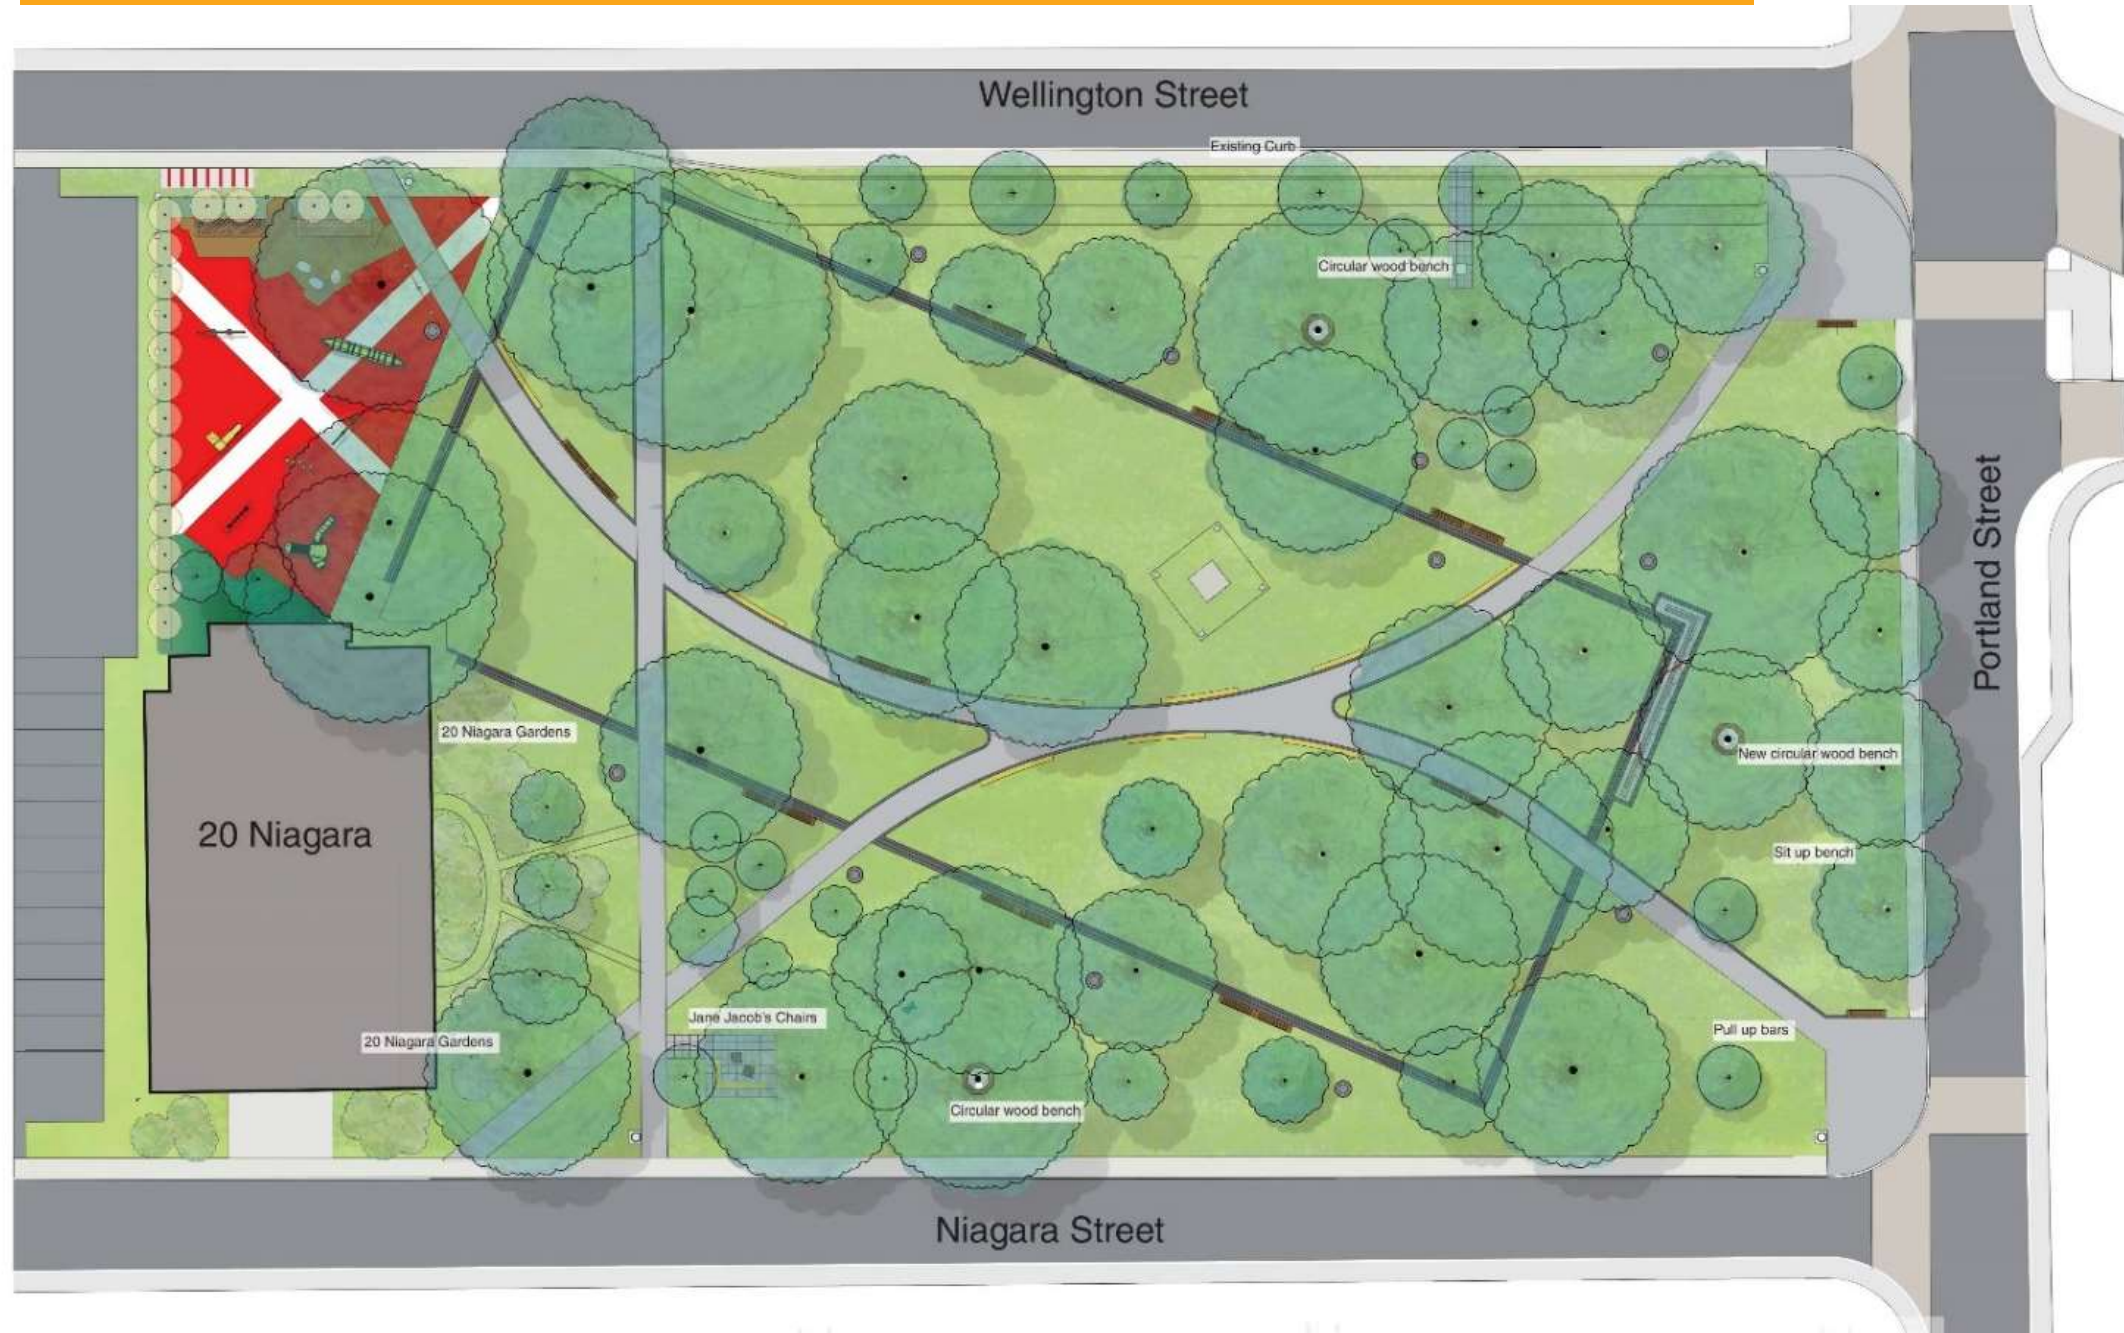 Wellington Street
Existing Curb
Circular wood bench
Portland Street
20 Niagara Gardens
New circular wood bench
20 Niagara
Sit up bench
Jane Jacob's Chairs
20 Niagara Gardens
Pull up bars
Circular wood bench
Niagara Street